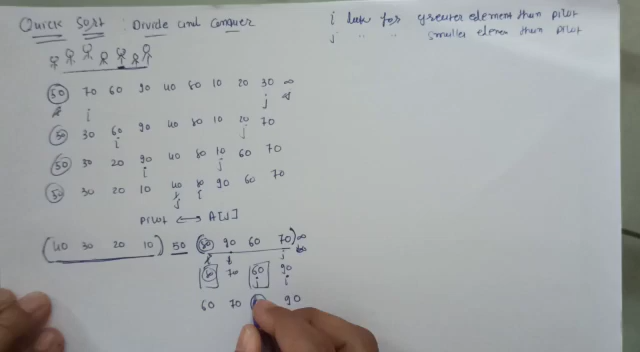 Quick Sort : Divide and Conquer
i look for greater element than pivot
j " " smaller element than pivot
50 70 60 90 40 80 10 20 30 ∞
i j
50 30 60 90 40 80 10 20 70
i j
50 30 20 90 40 80 10 60 70
i j
50 30 20 10 40 80 90 60 70
j i
pivot ↔ A[j]
(40 30 20 10) 50 (80 90 60 70) ∞
i j
80 70 60 90
j i
60 70 90